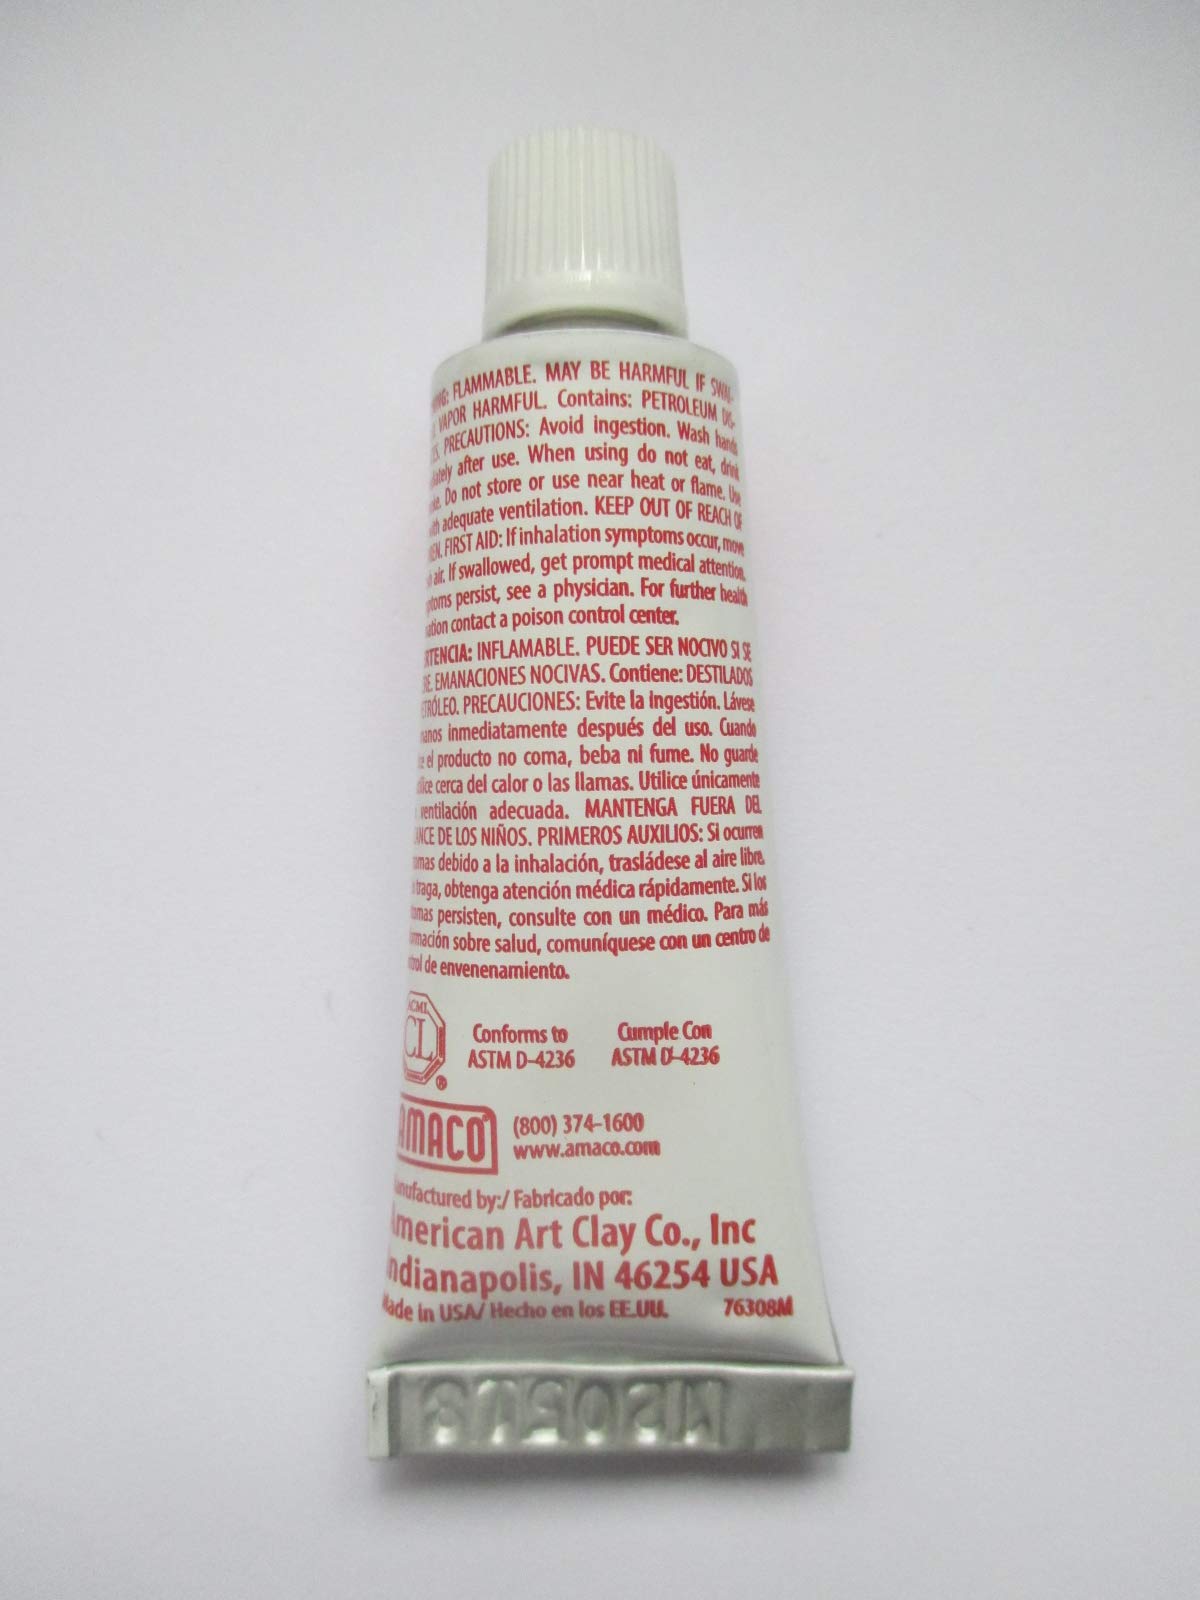 FLAMMABLE. MAY BE HARMFUL IF SWAL-
VAPOR HARMFUL. Contains: PETROLEUM DIS-
PRECAUTIONS: Avoid ingestion. Wash hands
after use. When using do not eat, drink
Do not store or use near heat or flame. Use
with adequate ventilation. KEEP OUT OF REACH OF
FIRST AID: If inhalation symptoms occur, move
air. If swallowed, get prompt medical attention.
persist, see a physician. For further health
contact a poison control center.
INFLAMABLE. PUEDE SER NOCIVO SI SE
EMANACIONES NOCIVAS. Contiene: DESTILADOS
PRECAUCIONES: Evite la ingestión. Lávese
manos inmediatamente después del uso. Cuando
el producto no coma, beba ni fume. No guarde
cerca del calor o las llamas. Utilice únicamente
ventilación adecuada. MANTENGA FUERA DEL
DE LOS NIÑOS. PRIMEROS AUXILIOS: Si ocurren
debido a la inhalación, trasládese al aire libre.
traga, obtenga atención médica rápidamente. Si los
persisten, consulte con un médico. Para más
sobre salud, comuníquese con un centro de
de envenenamiento.
ACMI
CL
®
Conforms to
ASTM D-4236
Cumple Con
ASTM D-4236
AMACO®
(800) 374-1600
www.amaco.com
Manufactured by:/ Fabricado por:
American Art Clay Co., Inc
Indianapolis, IN 46254 USA
Made in USA/ Hecho en los EE.UU. 76308M